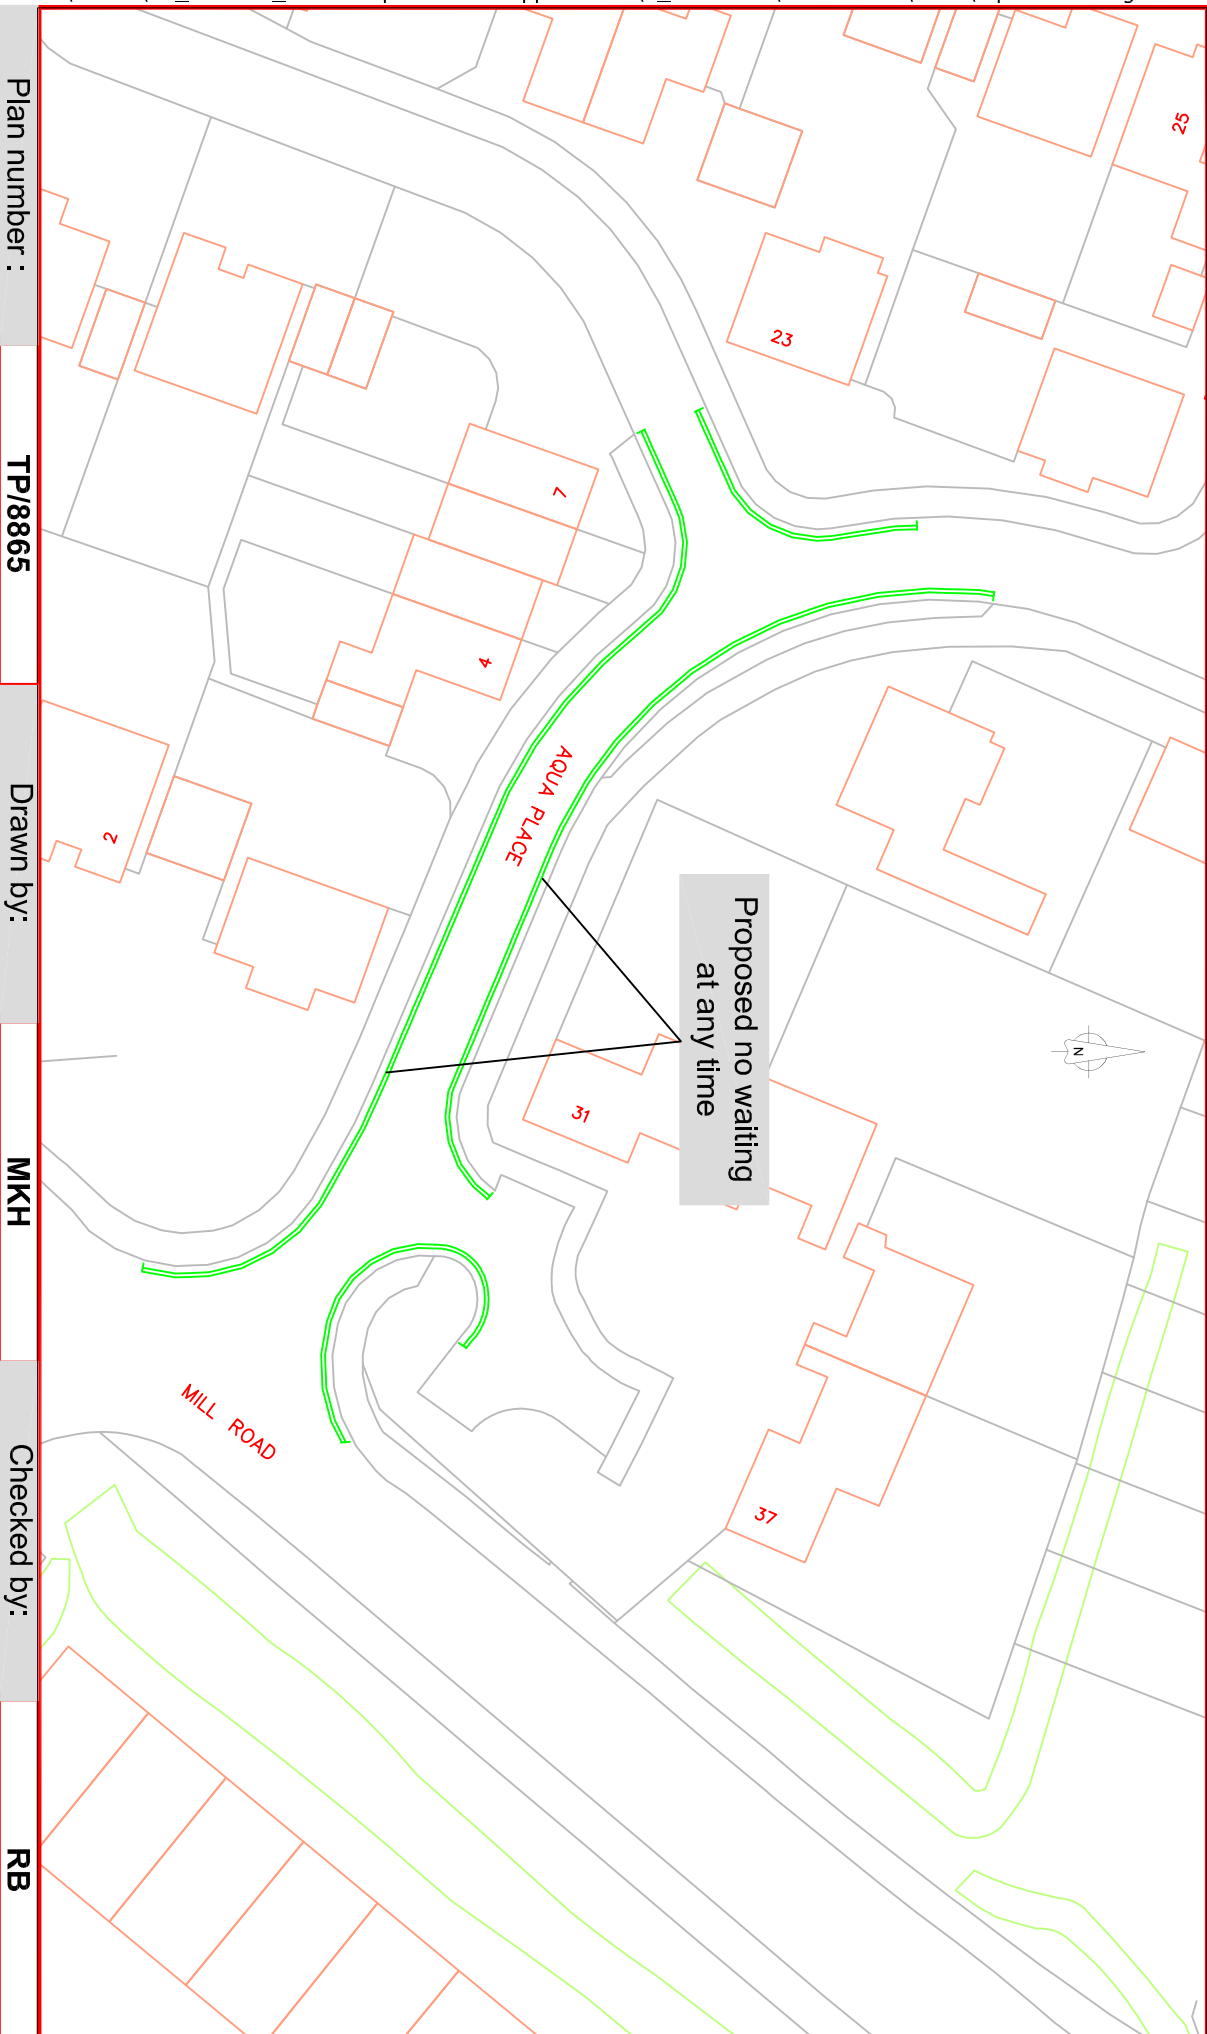 25
23
7
4
2
AQUA PLACE
Proposed no waiting
at any time
N
31
MILL ROAD
37
Plan number :
TP/8865
Drawn by:
MKH
Checked by:
RB